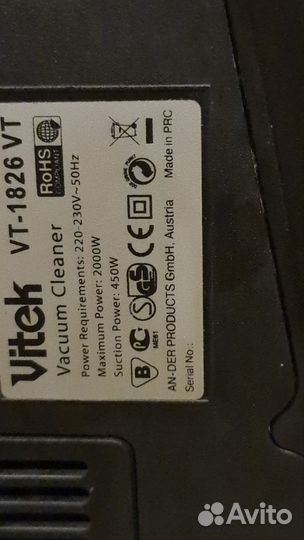 Vitek VT-1826 VT
Vacuum Cleaner
Power Requirements: 220-230V~50Hz
Maximum Power: 2000W
Suction Power: 450W
RoHS
COMPLIANT
ME61
AN-DER PRODUCTS GmbH, Austria
Serial No.: Made in PRC
Avito